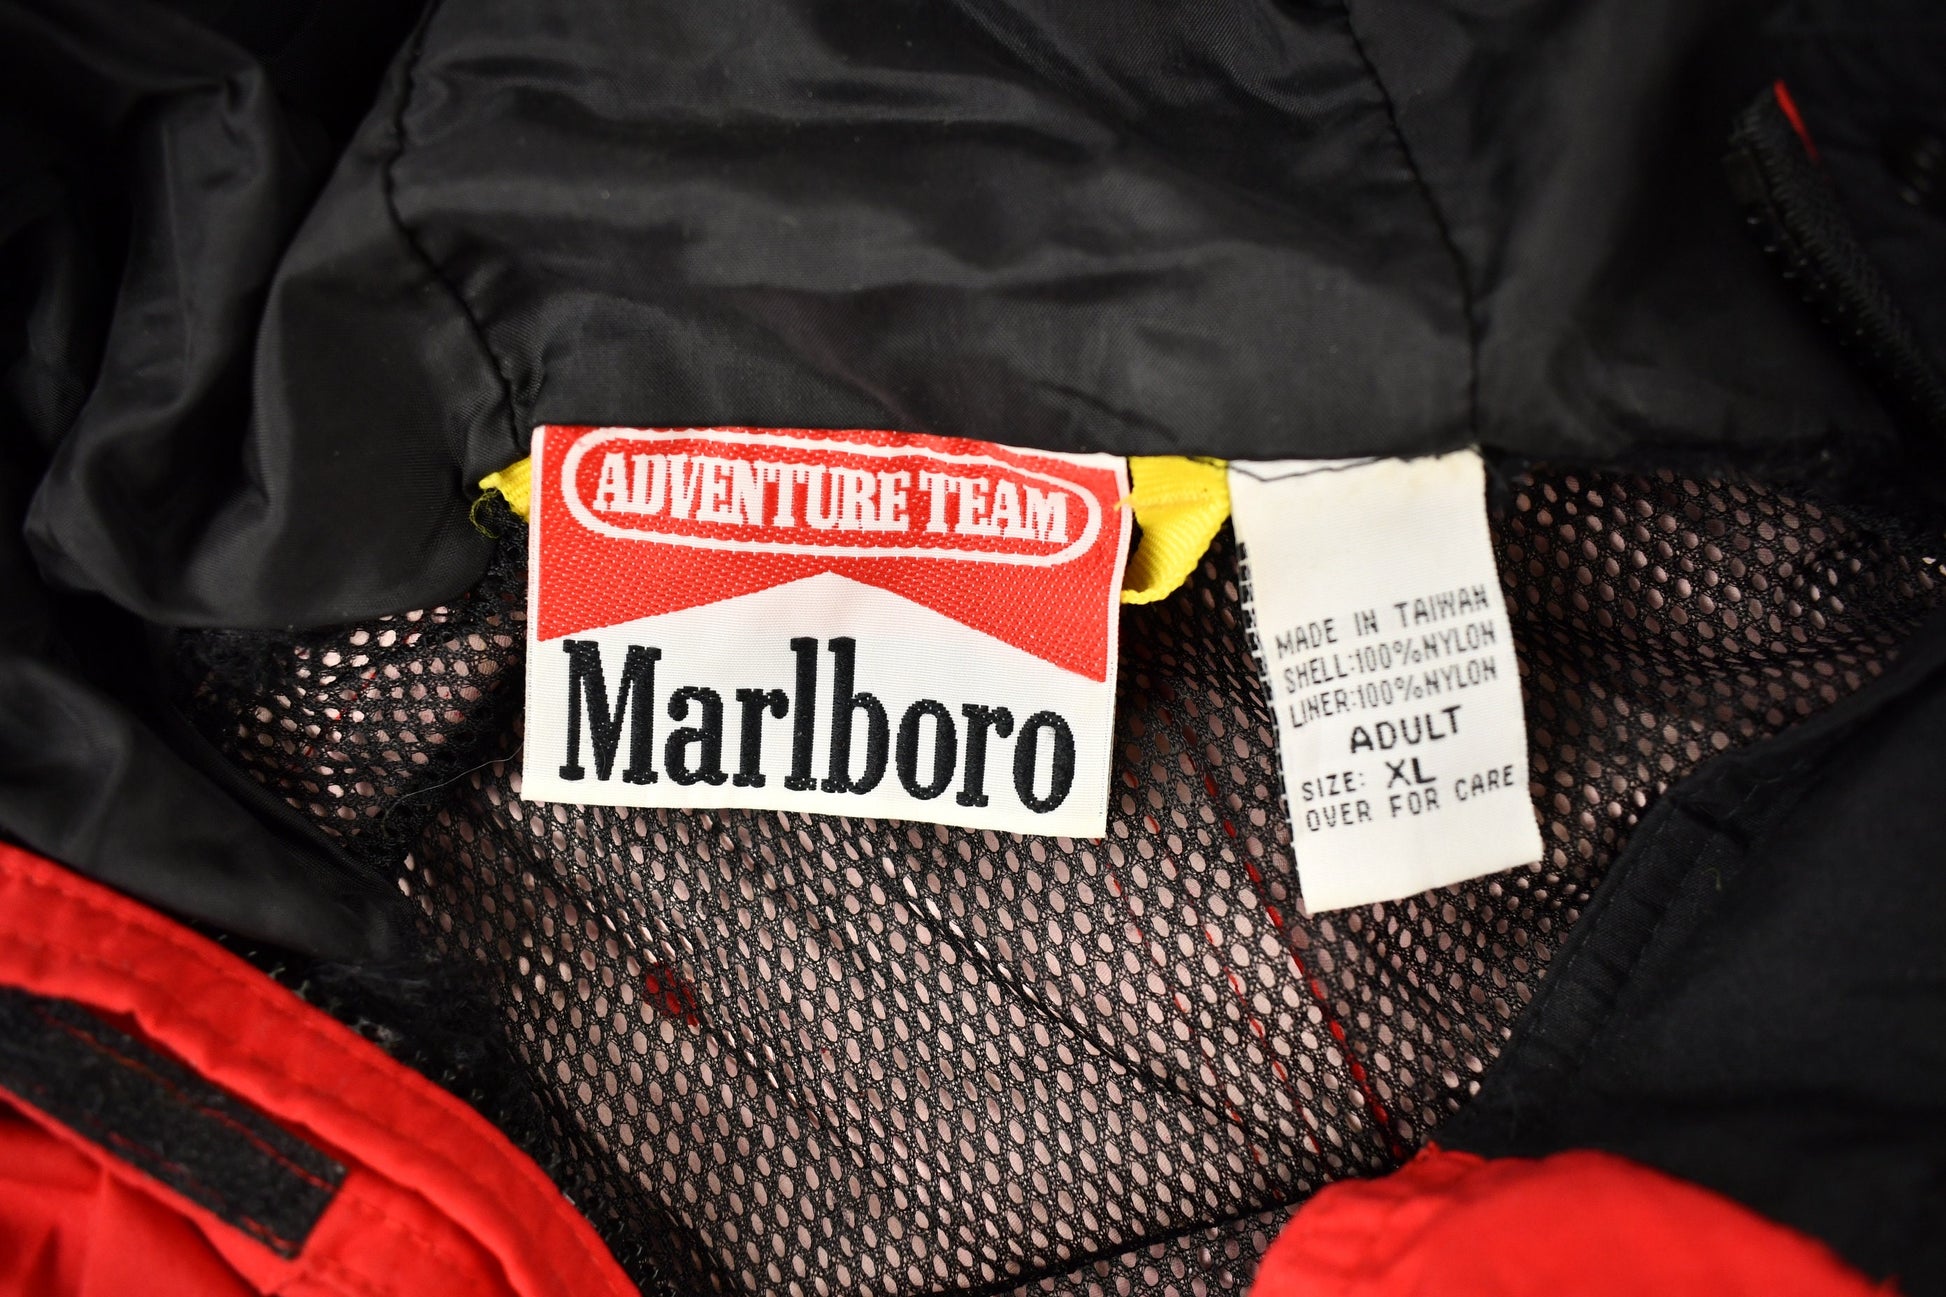 ADVENTURE TEAM
Marlboro
MADE IN TAIWAN
SHELL:100%NYLON
LINER:100%NYLON
ADULT
SIZE: XL
OVER FOR CARE